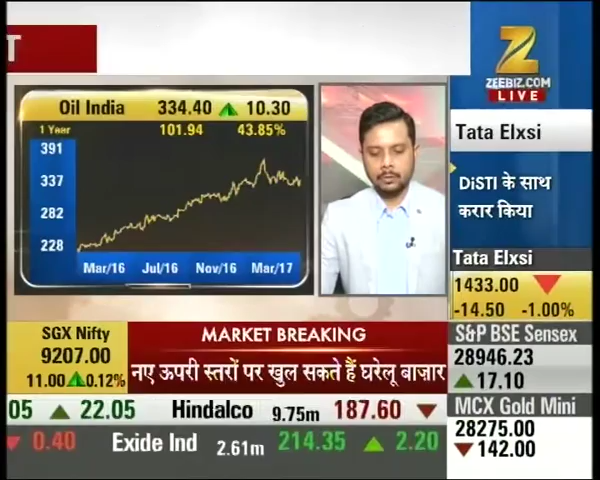 T
ZEEBIZ.COM
LIVE
Oil India 334.40 10.30
1 Year 101.94 43.85%
391
337
282
228
Mar/16 Jul/16 Nov/16 Mar/17
Tata Elxsi
DiSTI के साथ
करार किया
Tata Elxsi
1433.00
-14.50 -1.00%
SGX Nifty
9207.00
11.00 0.12%
MARKET BREAKING
नए ऊपरी स्तरों पर खुल सकते हैं घरेलू बाजार
S&P BSE Sensex
28946.23
17.10
05 22.05 Hindalco 9.75m 187.60
0.40 Exide Ind 2.61m 214.35 2.20
MCX Gold Mini
28275.00
142.00